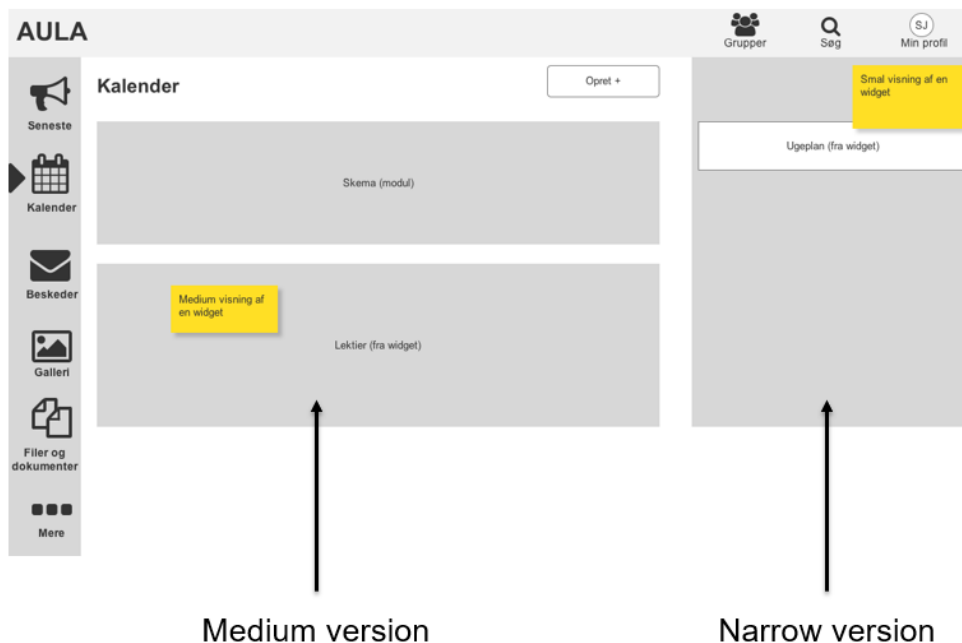 AULA
Grupper
Søg
SJ
Min profil
Seneste
Kalender
Beskeder
Galleri
Filer og
dokumenter
Mere
Kalender
Opret +
Skema (modul)
Medium visning af
en widget
Lektier (fra widget)
Smal visning af en
widget
Ugeplan (fra widget)
Medium version
Narrow version